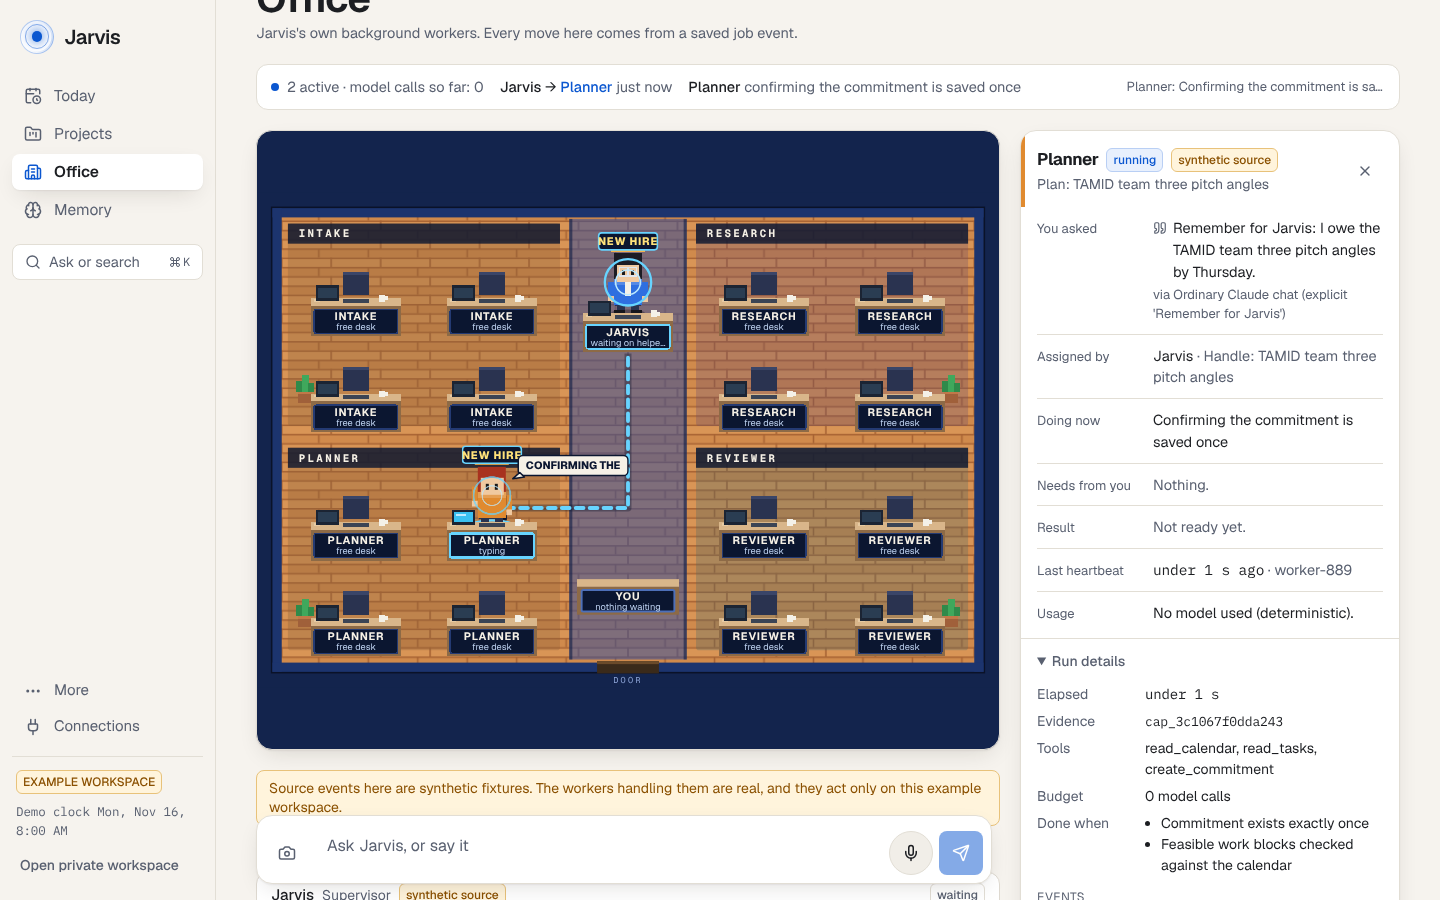 Jarvis
Today
Projects
Office
Memory
Ask or search ⌘K
More
Connections
EXAMPLE WORKSPACE
Demo clock Mon, Nov 16,
8:00 AM
Open private workspace
Office
Jarvis's own background workers. Every move here comes from a saved job event.
2 active · model calls so far: 0 Jarvis → Planner just now Planner confirming the commitment is saved once Planner: Confirming the commitment is sa…
INTAKE
NEW HIRE
RESEARCH
INTAKE
free desk
INTAKE
free desk
JARVIS
waiting on helpe…
RESEARCH
free desk
RESEARCH
free desk
INTAKE
free desk
INTAKE
free desk
RESEARCH
free desk
RESEARCH
free desk
PLANNER
NEW HIRE
CONFIRMING THE
REVIEWER
PLANNER
free desk
PLANNER
typing
REVIEWER
free desk
REVIEWER
free desk
YOU
nothing waiting
PLANNER
free desk
PLANNER
free desk
REVIEWER
free desk
REVIEWER
free desk
DOOR
Source events here are synthetic fixtures. The workers handling them are real, and they act only on this example
workspace.
Ask Jarvis, or say it
Jarvis Supervisor synthetic source waiting
Planner running synthetic source
Plan: TAMID team three pitch angles
You asked
Remember for Jarvis: I owe the
TAMID team three pitch angles
by Thursday.
via Ordinary Claude chat (explicit
'Remember for Jarvis')
Assigned by
Jarvis · Handle: TAMID team three
pitch angles
Doing now
Confirming the commitment is
saved once
Needs from you Nothing.
Result Not ready yet.
Last heartbeat under 1 s ago · worker-889
Usage No model used (deterministic).
▼ Run details
Elapsed under 1 s
Evidence cap_3c1067f0dda243
Tools read_calendar, read_tasks,
create_commitment
Budget 0 model calls
Done when • Commitment exists exactly once
• Feasible work blocks checked
against the calendar
EVENTS